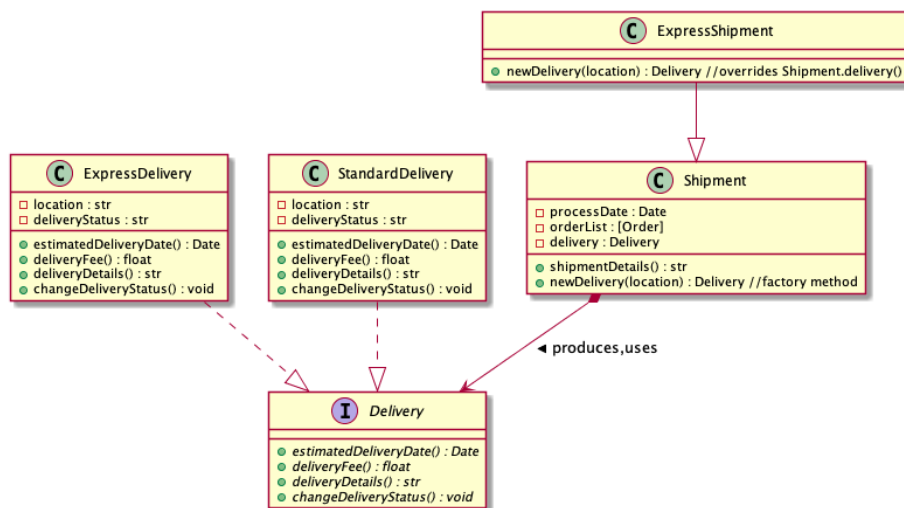 C ExpressShipment
newDelivery(location) : Delivery //overrides Shipment.delivery()
C ExpressDelivery
location : str
deliveryStatus : str
estimatedDeliveryDate() : Date
deliveryFee() : float
deliveryDetails() : str
changeDeliveryStatus() : void
C StandardDelivery
location : str
deliveryStatus : str
estimatedDeliveryDate() : Date
deliveryFee() : float
deliveryDetails() : str
changeDeliveryStatus() : void
C Shipment
processDate : Date
orderList : [Order]
delivery : Delivery
shipmentDetails() : str
newDelivery(location) : Delivery //factory method
produces,uses
I Delivery
estimatedDeliveryDate() : Date
deliveryFee() : float
deliveryDetails() : str
changeDeliveryStatus() : void